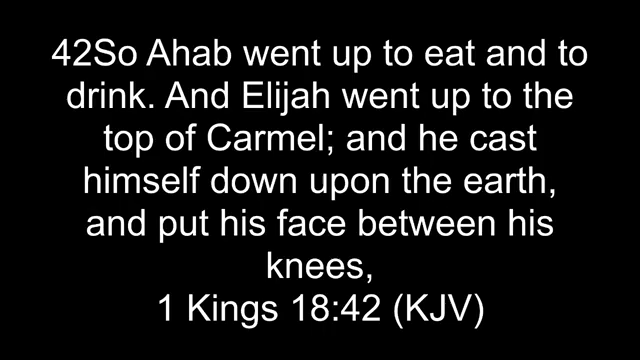 42So Ahab went up to eat and to
drink. And Elijah went up to the
top of Carmel; and he cast
himself down upon the earth,
and put his face between his
knees,
1 Kings 18:42 (KJV)